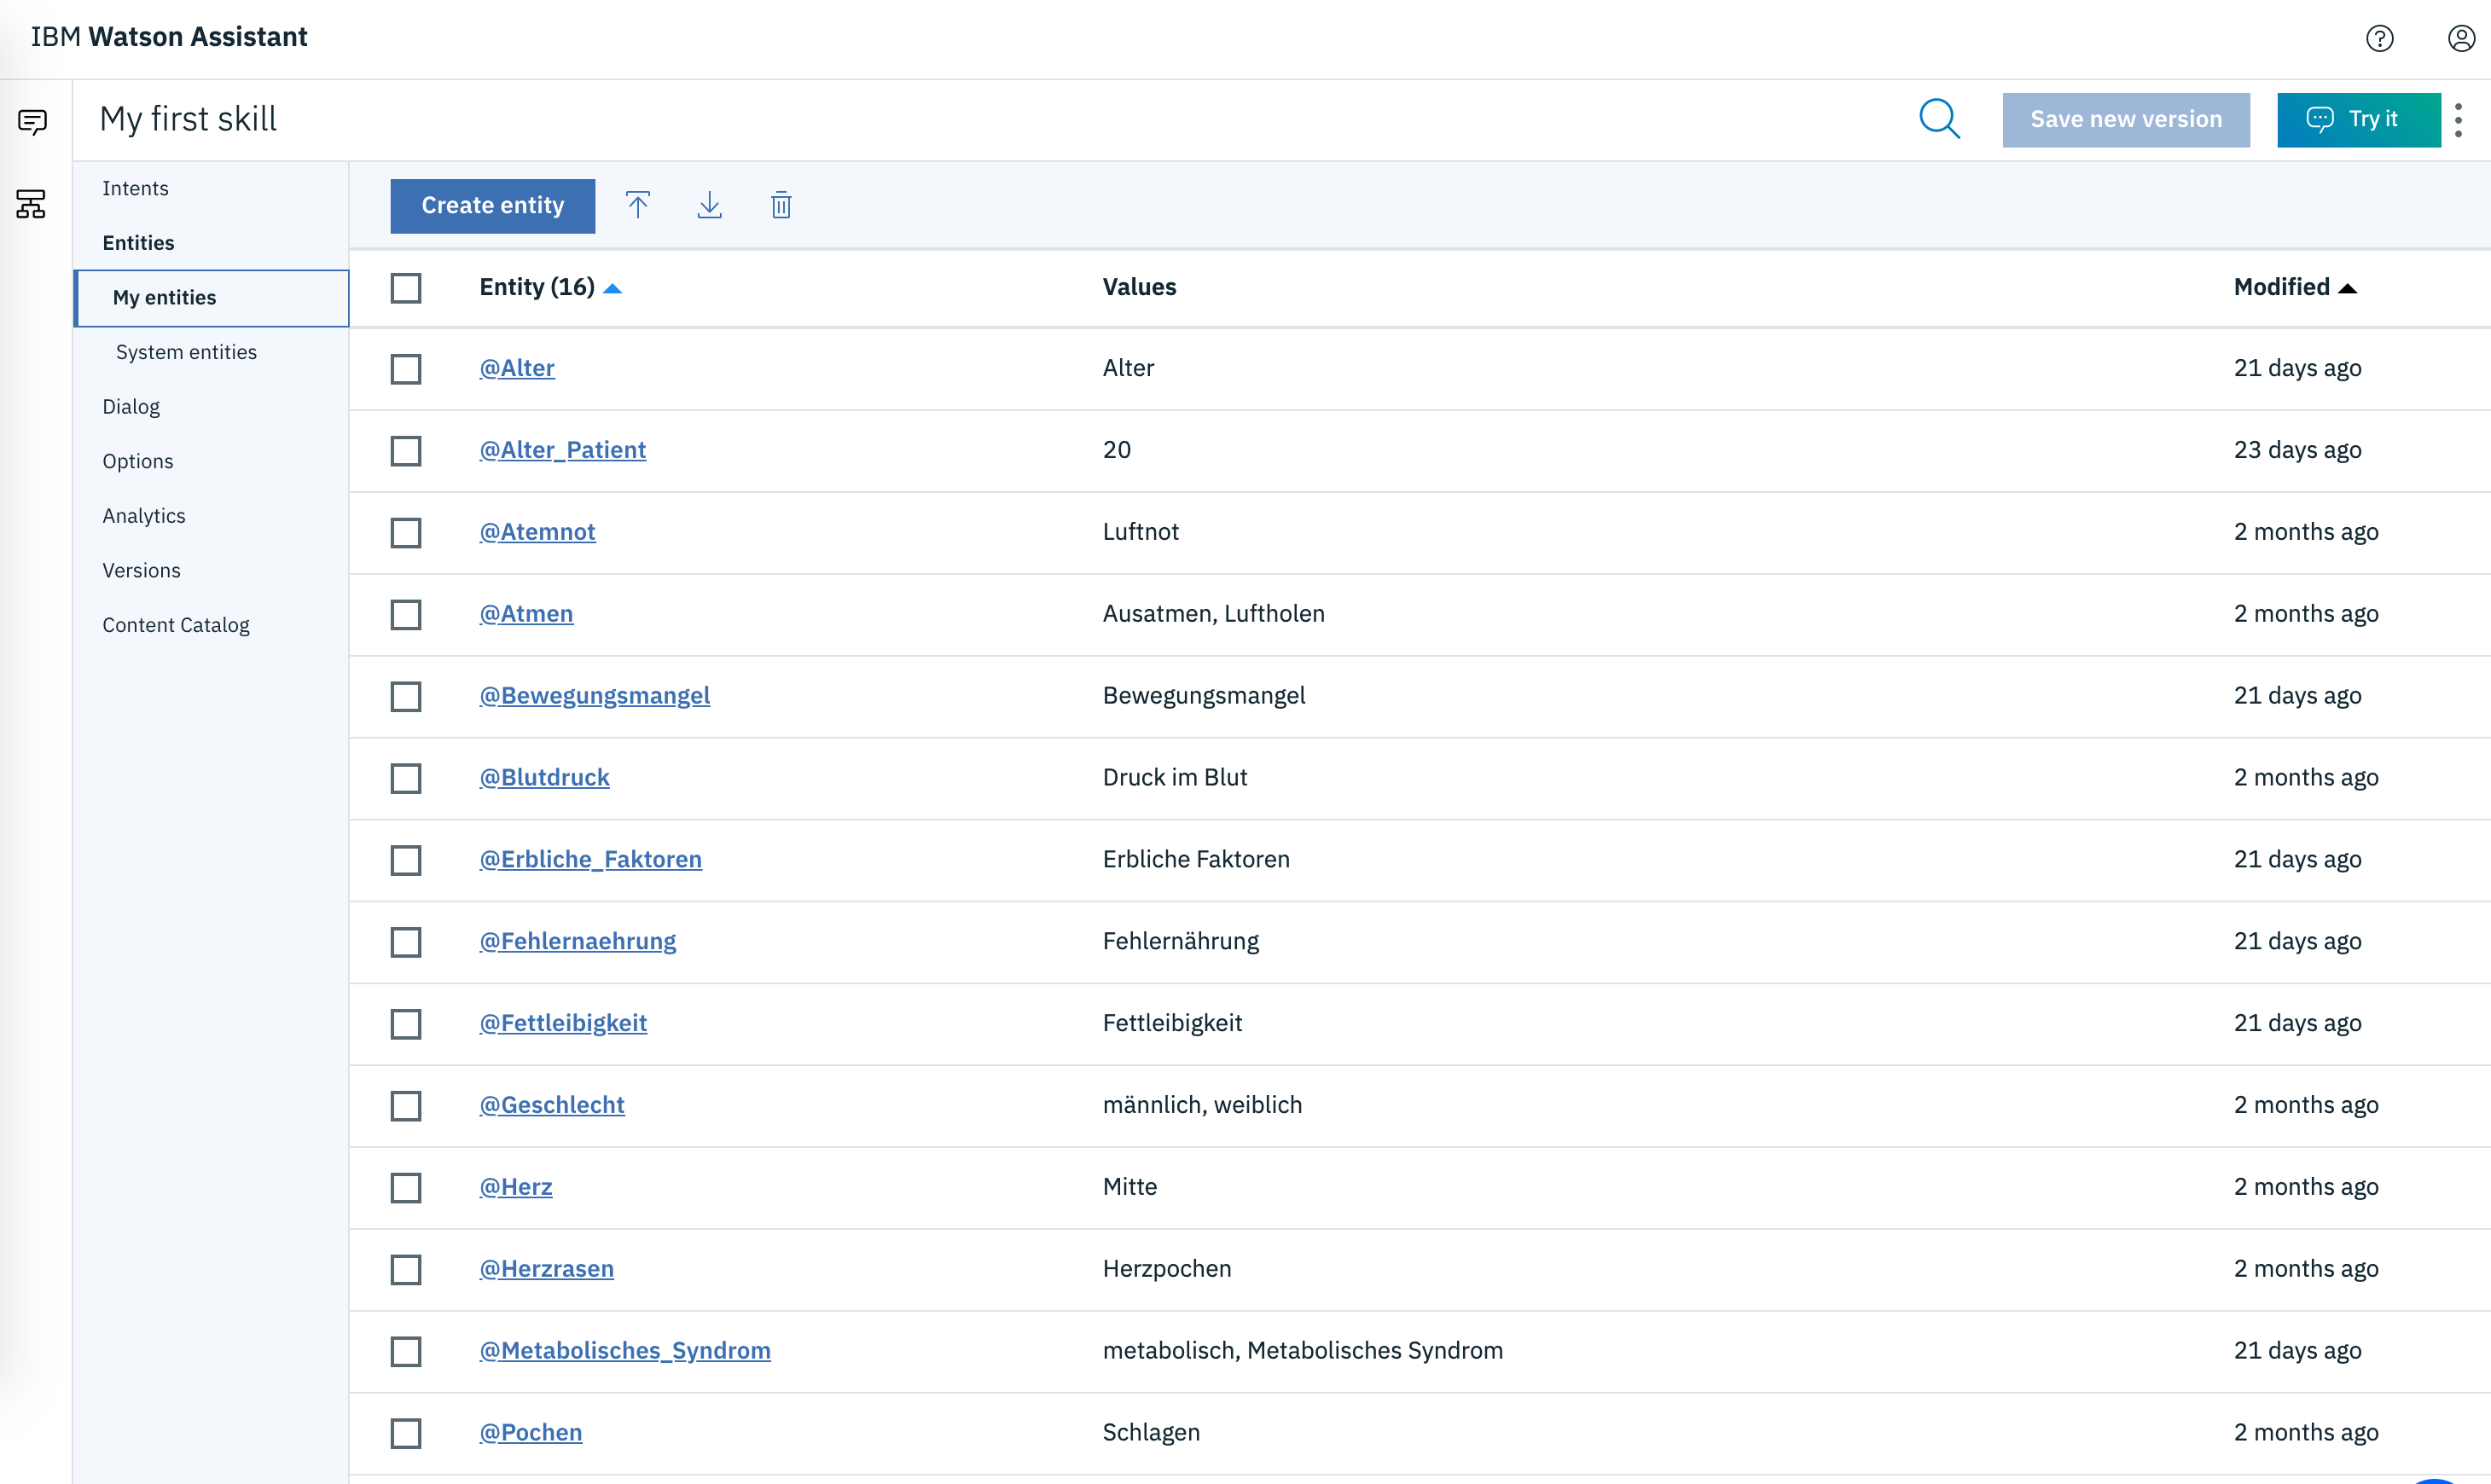 IBM Watson Assistant
My first skill
Save new version
Try it
Intents
Entities
My entities
System entities
Dialog
Options
Analytics
Versions
Content Catalog
Create entity
Entity (16) Values Modified
@Alter Alter 21 days ago
@Alter_Patient 20 23 days ago
@Atemnot Luftnot 2 months ago
@Atmen Ausatmen, Luftholen 2 months ago
@Bewegungsmangel Bewegungsmangel 21 days ago
@Blutdruck Druck im Blut 2 months ago
@Erbliche_Faktoren Erbliche Faktoren 21 days ago
@Fehlernaehrung Fehlernährung 21 days ago
@Fettleibigkeit Fettleibigkeit 21 days ago
@Geschlecht männlich, weiblich 2 months ago
@Herz Mitte 2 months ago
@Herzrasen Herzpochen 2 months ago
@Metabolisches_Syndrom metabolisch, Metabolisches Syndrom 21 days ago
@Pochen Schlagen 2 months ago